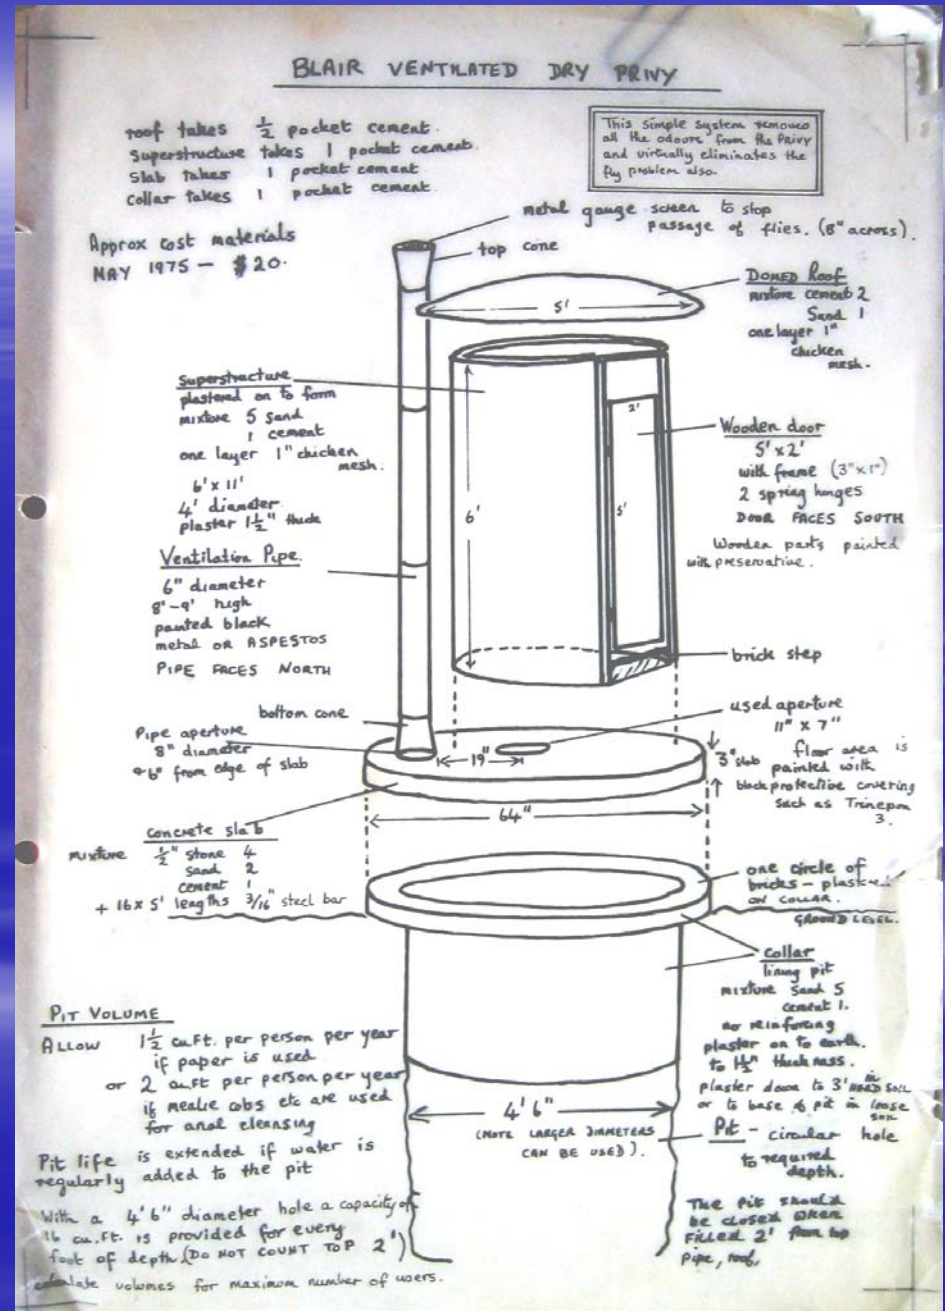 BLAIR VENTILATED DRY PRIVY
roof takes ½ pocket cement.
Superstructure takes 1 pocket cement.
Slab takes 1 pocket cement
Collar takes 1 pocket cement.
This simple system removes
all the odours from the Privy
and virtually eliminates the
fly problem also.
Approx cost materials
MAY 1975 — $20.
metal gauge screen to stop
passage of flies. (8" across).
top cone
DOMED Roof
mixture cement 2
Sand 1
one layer 1"
chicken
mesh.
5'
Superstructure
plastered on to form
mixture 5 sand
1 cement
one layer 1" chicken
mesh.
6' x 11'
4' diameter
plaster 1½" thick
6'
2'
5'
Wooden door
5' x 2'
with frame (3" x 1")
2 spring hinges
DOOR FACES SOUTH
Wooden parts painted
with preservative.
Ventilation Pipe.
6" diameter
8'-9' high
painted black
metal OR ASPESTOS
PIPE FACES NORTH
brick step
bottom cone
Pipe aperture
8" diameter
6" from edge of slab
used aperture
11" x 7"
floor area is
painted with
black protective covering
such as
3.
19"
3" slab
64"
Concrete slab
mixture ½" stone 4
sand 2
cement 1
+ 16 x 5' lengths 3/16" steel bar
one circle of
bricks - plastered
ON COLLAR.
GROUND LEVEL.
Collar
lining pit
mixture sand 5
cement 1.
no reinforcing
plaster on to earth.
to 1½" thickness.
plaster down to 3' in HARD SOIL
or to base of pit in loose
soil
4' 6"
(NOTE LARGER DIAMETERS
CAN BE USED).
Pit - circular hole
to required
depth.
The Pit should
be closed when
filled 2' from top
pipe, roof,
PIT VOLUME
ALLOW 1½ cu.ft. per person per year
if paper is used
or 2 cu.ft per person per year
if mealie cobs etc are used
for anal cleansing
Pit life is extended if water is
regularly added to the pit
With a 4' 6" diameter hole a capacity of
16 cu.ft. is provided for every
foot of depth (DO NOT COUNT TOP 2')
calculate volumes for maximum number of users.